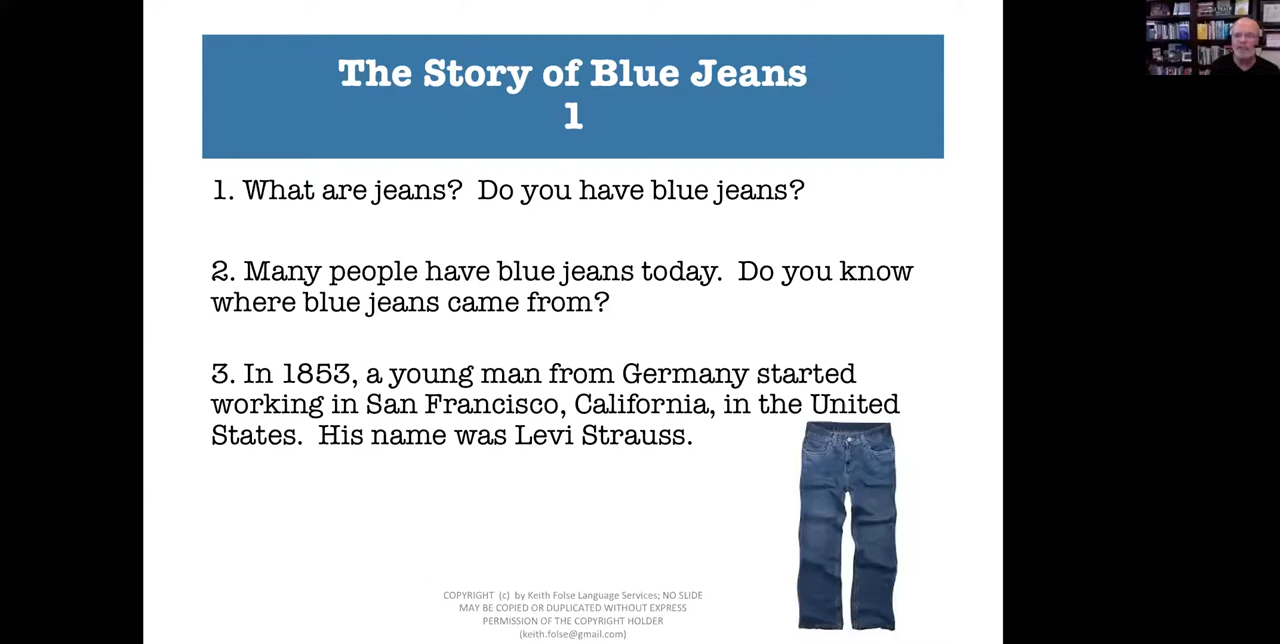 The Story of Blue Jeans
1
1. What are jeans?  Do you have blue jeans?
2. Many people have blue jeans today.  Do you know
where blue jeans came from?
3. In 1853, a young man from Germany started
working in San Francisco, California, in the United
States.  His name was Levi Strauss.
COPYRIGHT (c) by Keith Folse Language Services; NO SLIDE
MAY BE COPIED OR DUPLICATED WITHOUT EXPRESS
PERMISSION OF THE COPYRIGHT HOLDER
(keith.folse@gmail.com)